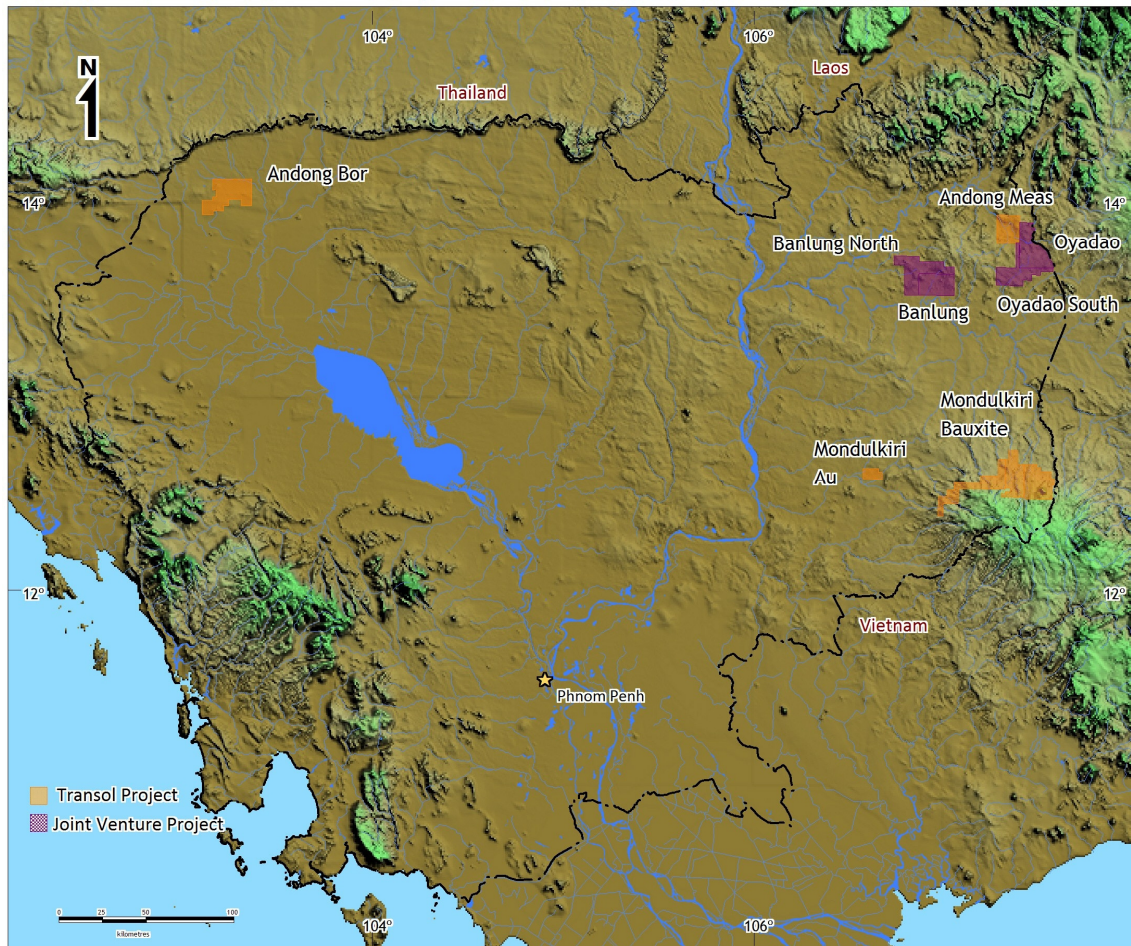 104°
106°
N
Thailand
Laos
Andong Bor
14°
Andong Meas
14°
Banlung North
Oyadao
Banlung
Oyadao South
Mondulkiri
Bauxite
Mondulkiri
Au
12°
12°
Vietnam
Phnom Penh
Transol Project
Joint Venture Project
0 25 50 100
kilometres
104°
106°